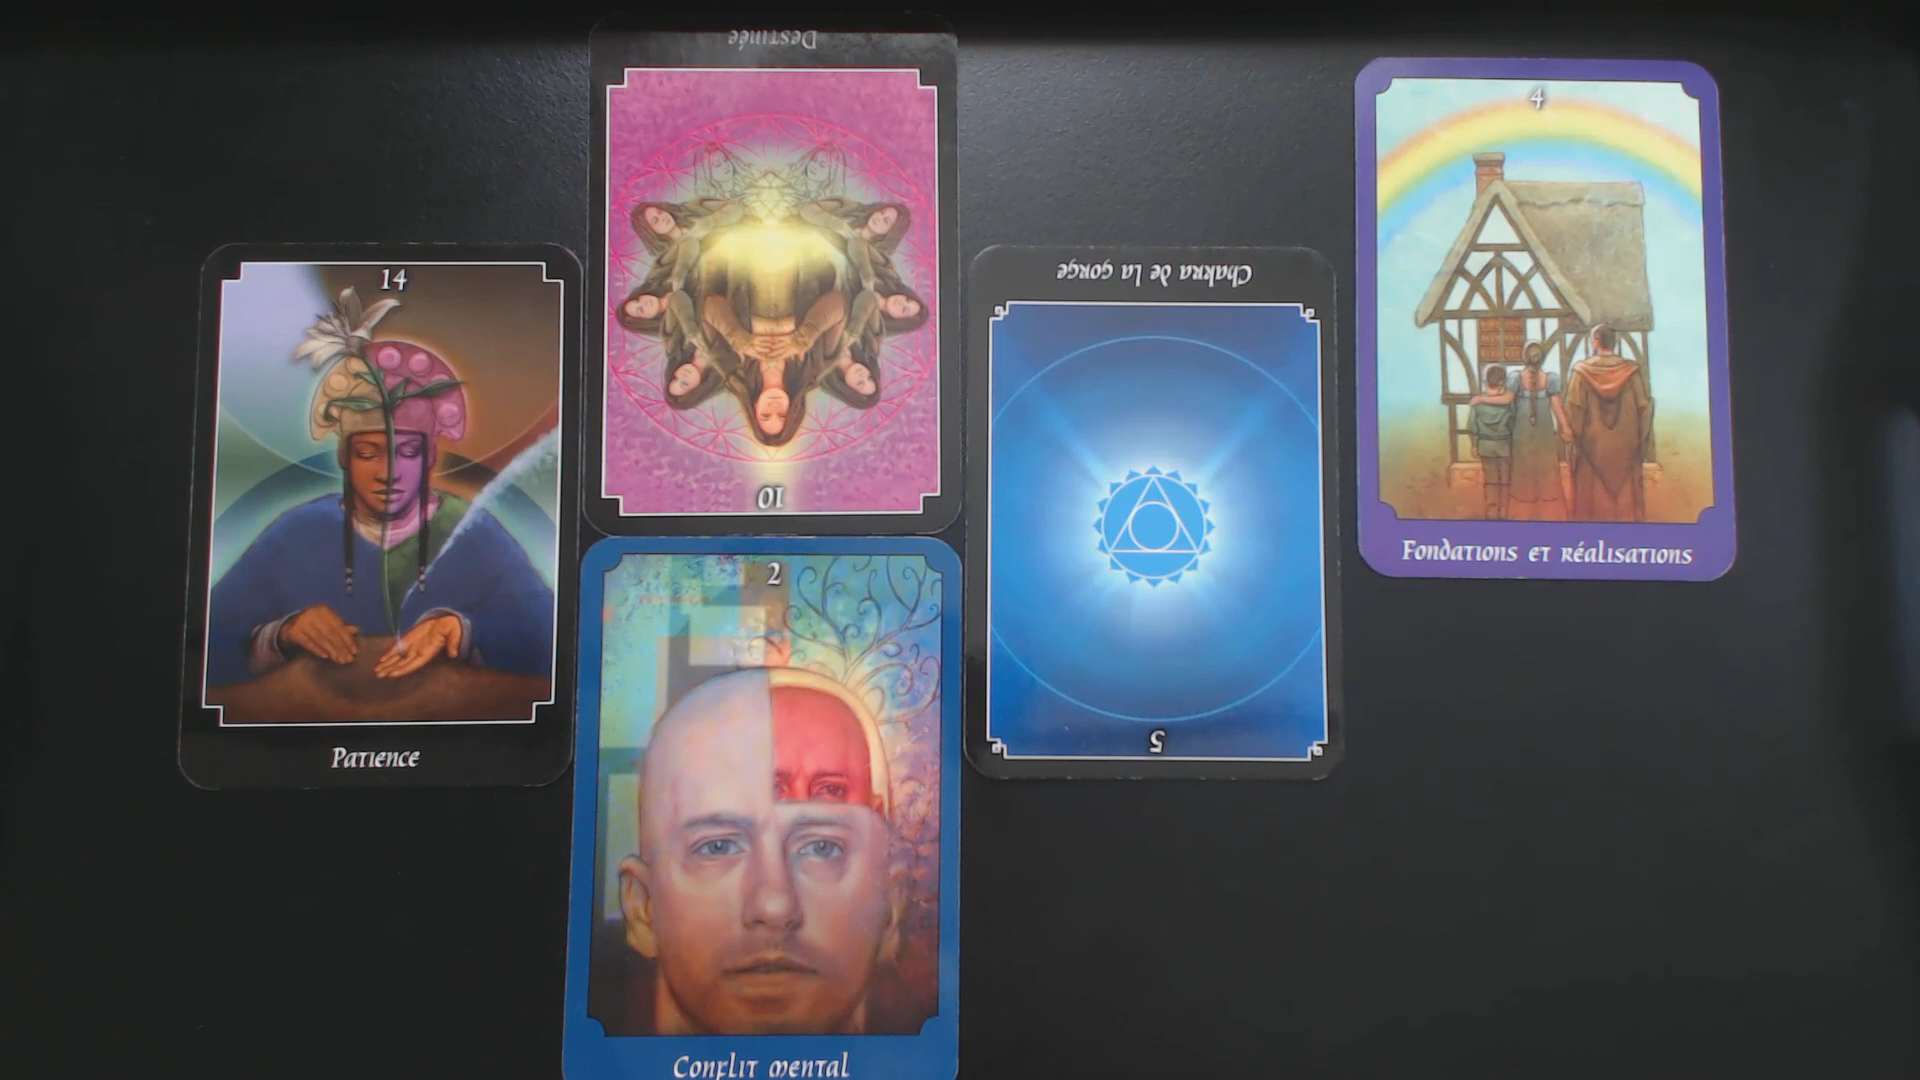 14
Patience
Destinée
10
2
Conflit mental
Chakra de la gorge
5
4
Fondations et réalisations